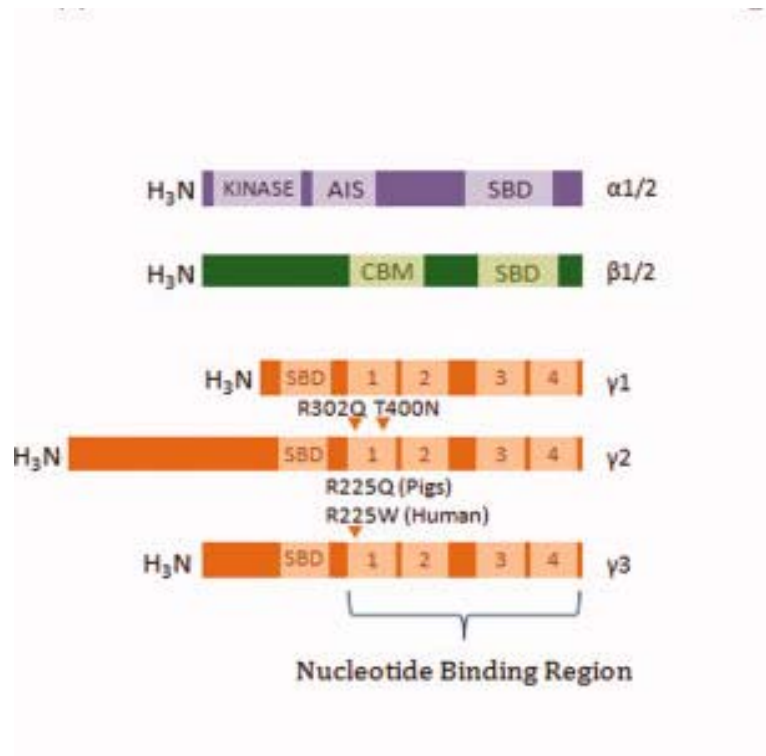 H₃N KINASE AIS SBD α1/2
H₃N CBM SBD β1/2
H₃N SBD 1 2 3 4 γ1
R302Q T400N
H₃N SBD 1 2 3 4 γ2
R225Q (Pigs)
R225W (Human)
H₃N SBD 1 2 3 4 γ3
Nucleotide Binding Region